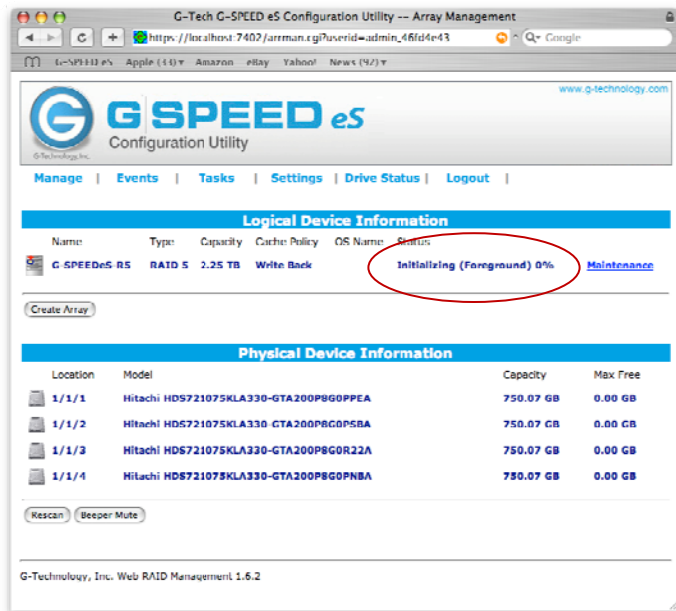 G-Tech G-SPEED eS Configuration Utility -- Array Management
https://localhost:7402/arrman.cgi?userid=admin_46fd4e43
Google
G-SPEED eS Apple (33) Amazon eBay Yahoo! News (92)
www.g-technology.com
G SPEED eS
Configuration Utility
G-Technology, Inc.
Manage | Events | Tasks | Settings | Drive Status | Logout |
Logical Device Information
Name Type Capacity Cache Policy OS Name Status
G-SPEEDeS-R5 RAID 5 2.25 TB Write Back Initializing (Foreground) 0% Maintenance
Create Array
Physical Device Information
Location Model Capacity Max Free
1/1/1 Hitachi HDS721075KLA330-GTA200P8G0PPEA 750.07 GB 0.00 GB
1/1/2 Hitachi HDS721075KLA330-GTA200P8G0PSBA 750.07 GB 0.00 GB
1/1/3 Hitachi HDS721075KLA330-GTA200P8G0R22A 750.07 GB 0.00 GB
1/1/4 Hitachi HDS721075KLA330-GTA200P8G0PNBA 750.07 GB 0.00 GB
Rescan Beeper Mute
G-Technology, Inc. Web RAID Management 1.6.2